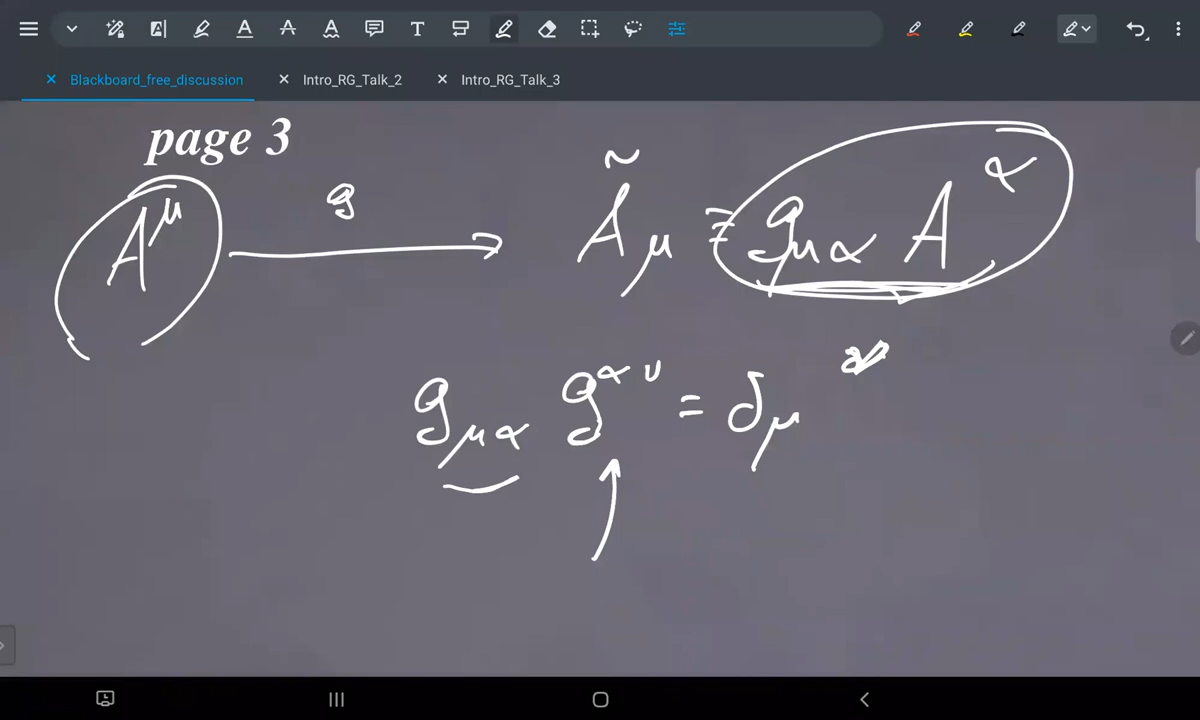 T
Blackboard_free_discussion Intro_RG_Talk_2 Intro_RG_Talk_3
page 3
A^μ g Ã_μ ≡ g_μα A^α
g_μα g^αν = δ_μ